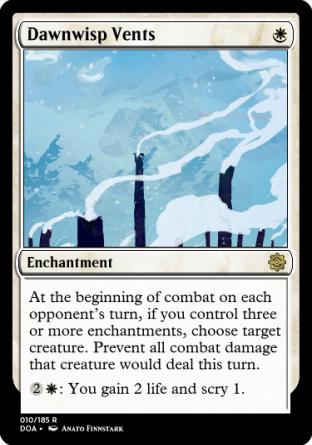 Dawnwisp Vents
Enchantment
At the beginning of combat on each
opponent's turn, if you control three
or more enchantments, choose target
creature. Prevent all combat damage
that creature would deal this turn.
2: You gain 2 life and scry 1.
010/185 R
DOA • Anato Finnstark